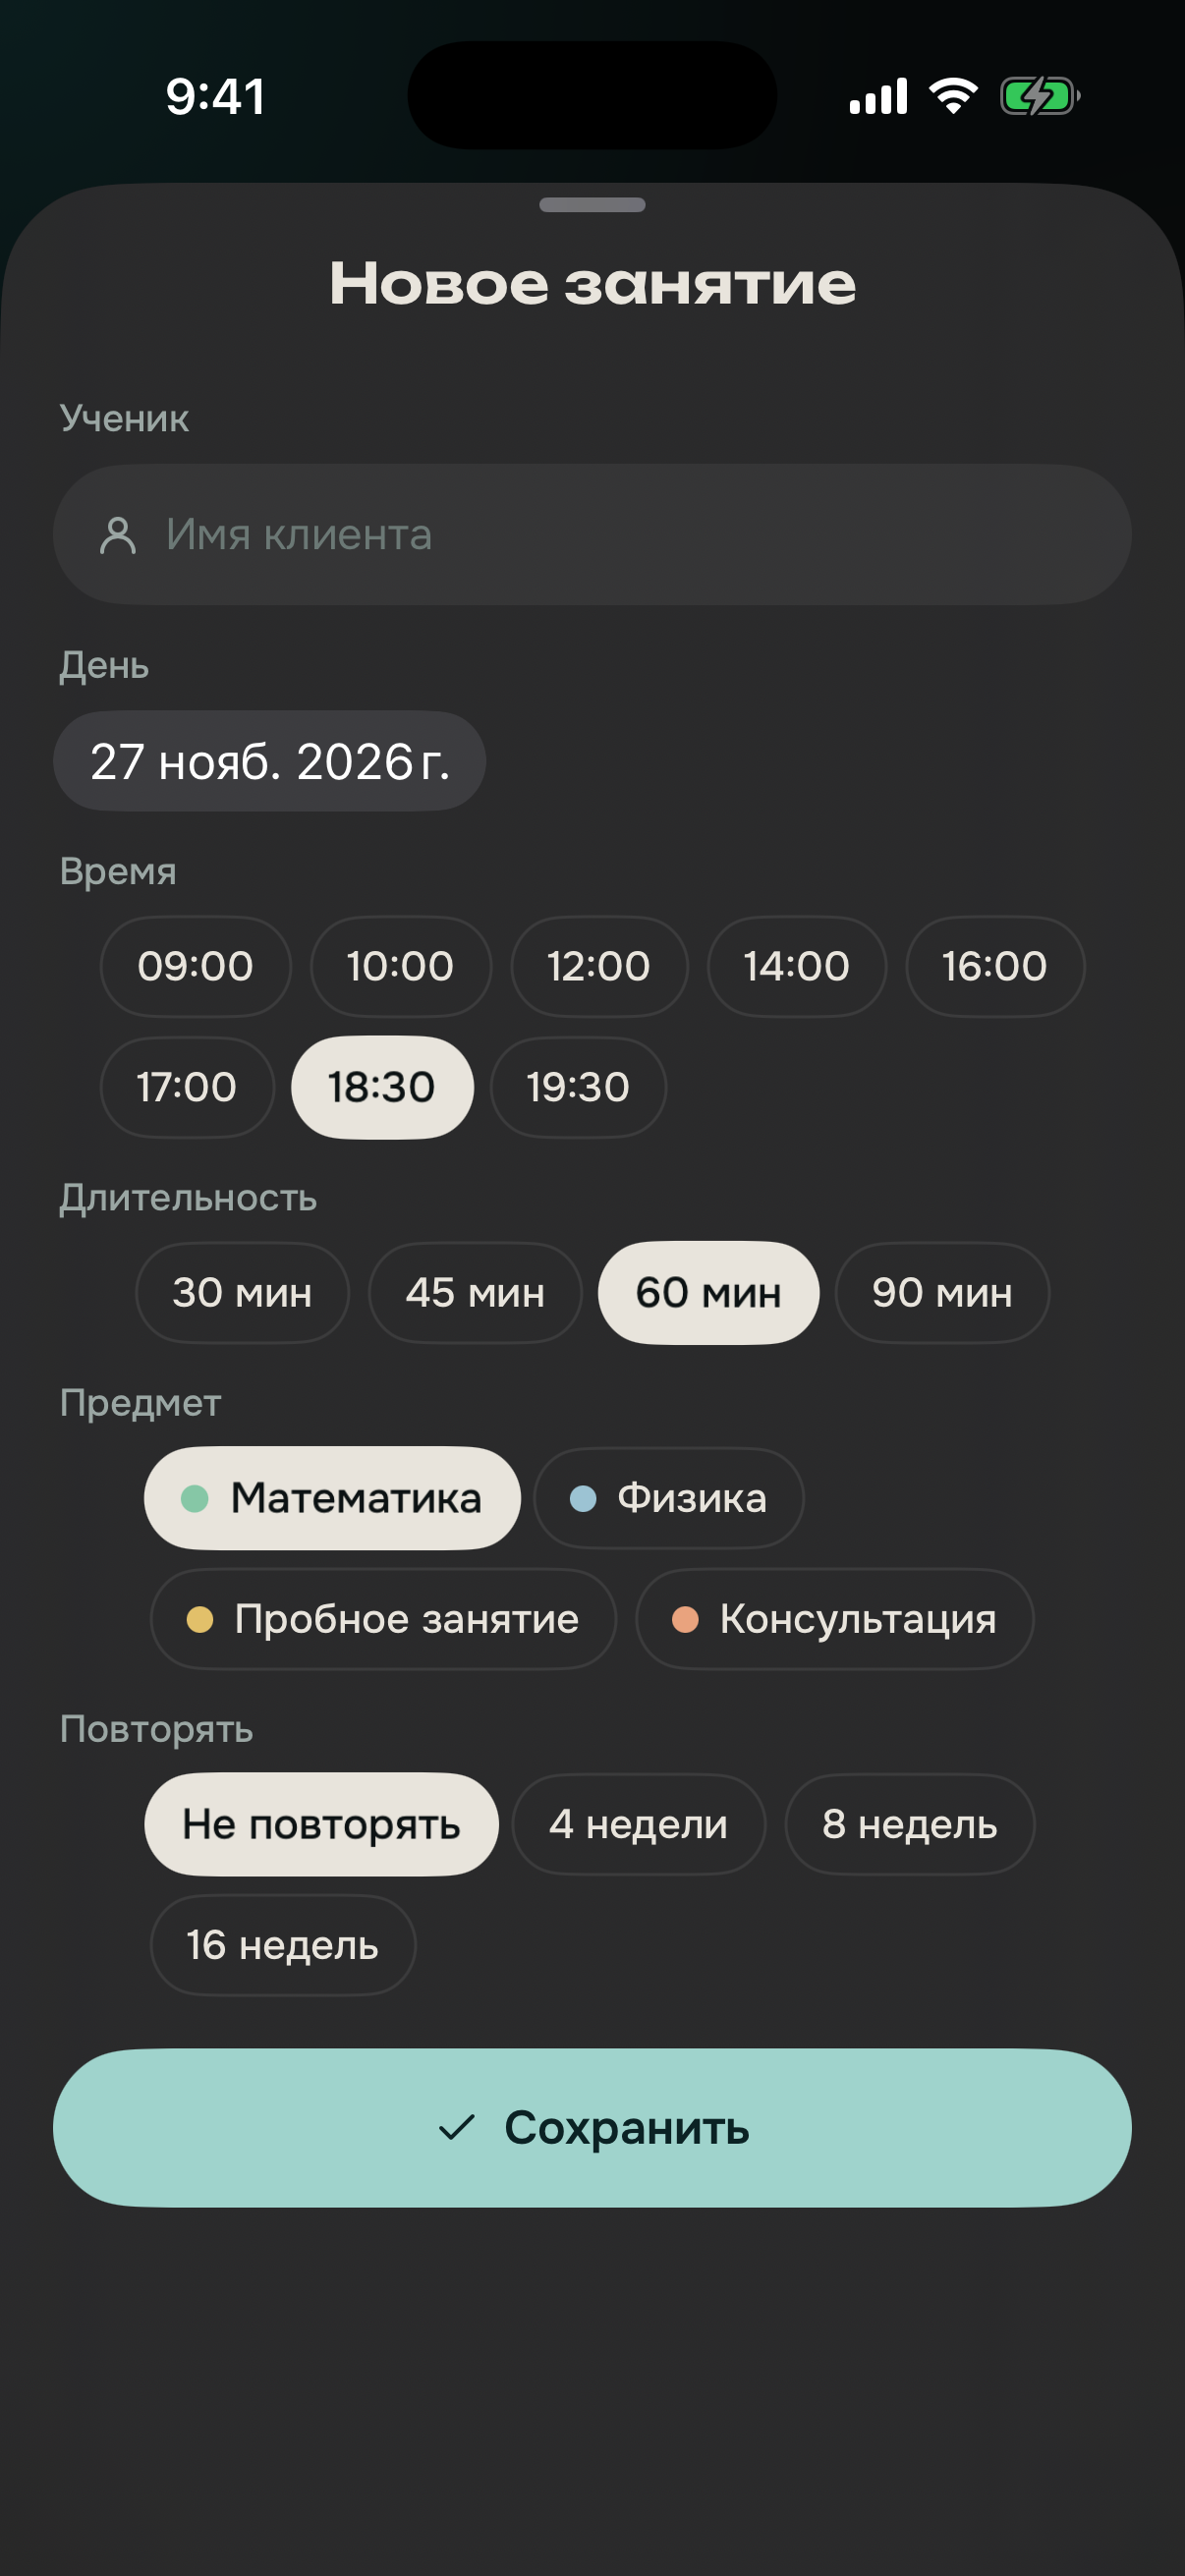 9:41
Новое занятие
Ученик
Имя клиента
День
27 нояб. 2026 г.
Время
09:00 10:00 12:00 14:00 16:00
17:00 18:30 19:30
Длительность
30 мин 45 мин 60 мин 90 мин
Предмет
Математика Физика
Пробное занятие Консультация
Повторять
Не повторять 4 недели 8 недель
16 недель
Сохранить